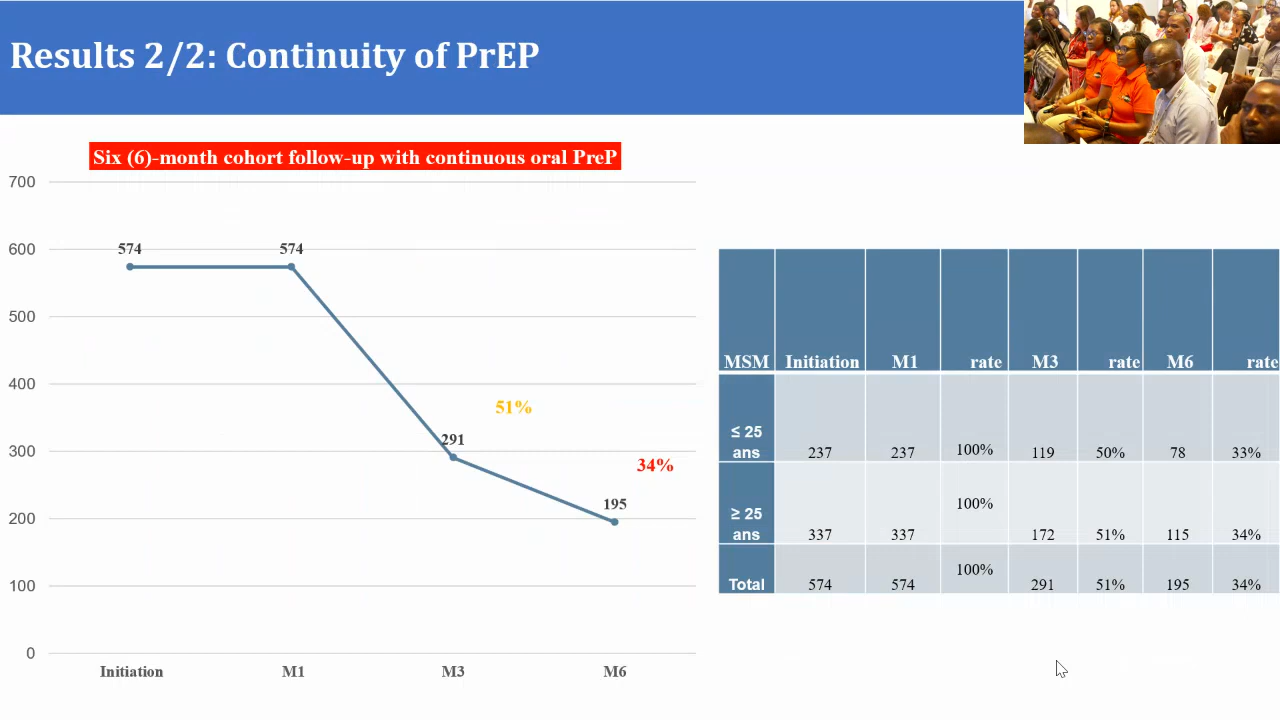 Results 2/2: Continuity of PrEP
Six (6)-month cohort follow-up with continuous oral PreP
700
600
500
400
300
200
100
0
574
574
291
195
51%
34%
Initiation
M1
M3
M6
MSM Initiation M1 rate M3 rate M6 rate
≤ 25
ans 237 237 100% 119 50% 78 33%
≥ 25
ans 337 337 100% 172 51% 115 34%
Total 574 574 100% 291 51% 195 34%